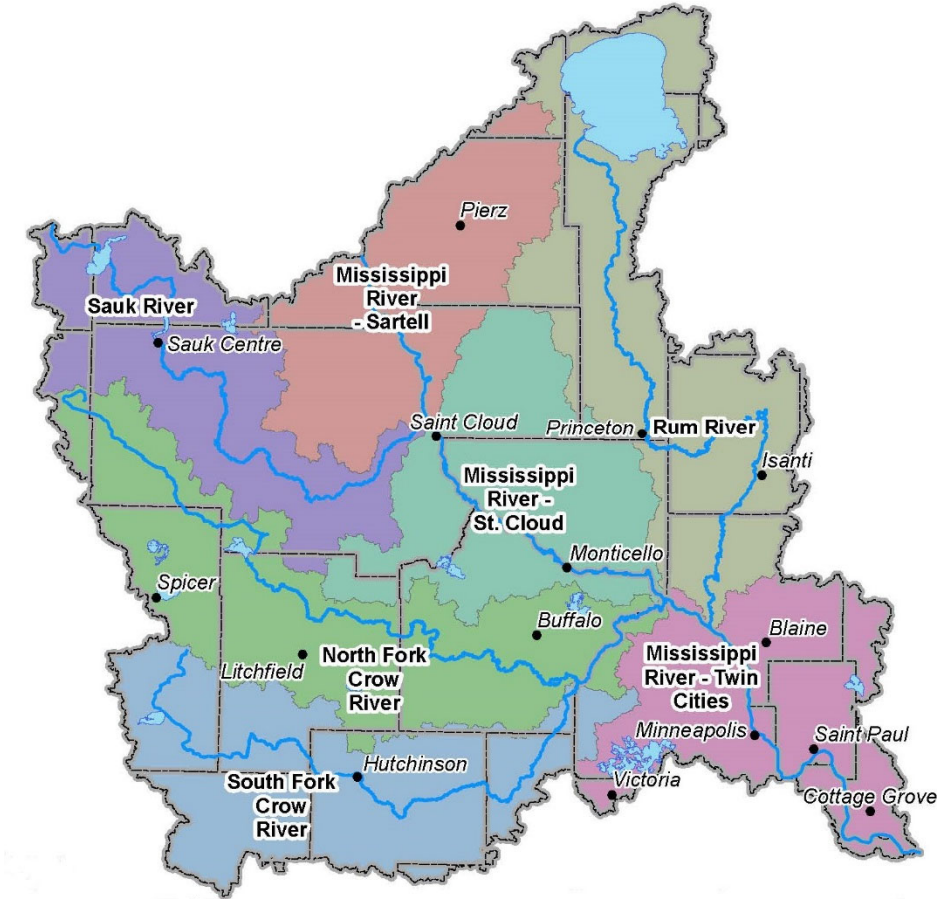 Pierz
Mississippi
River
- Sartell
Sauk River
Sauk Centre
Saint Cloud
Princeton
Rum River
Isanti
Mississippi
River -
St. Cloud
Monticello
Spicer
Buffalo
Blaine
Litchfield
North Fork
Crow
River
Mississippi
River - Twin
Cities
Minneapolis
Saint Paul
Hutchinson
Victoria
South Fork
Crow
River
Cottage Grove